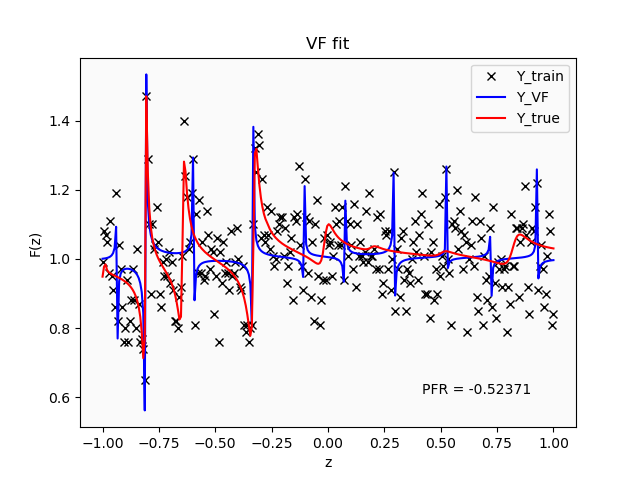 VF fit
Y_train
Y_VF
Y_true
F(z)
1.4
1.2
1.0
0.8
0.6
PFR = -0.52371
−1.00 −0.75 −0.50 −0.25 0.00 0.25 0.50 0.75 1.00
z